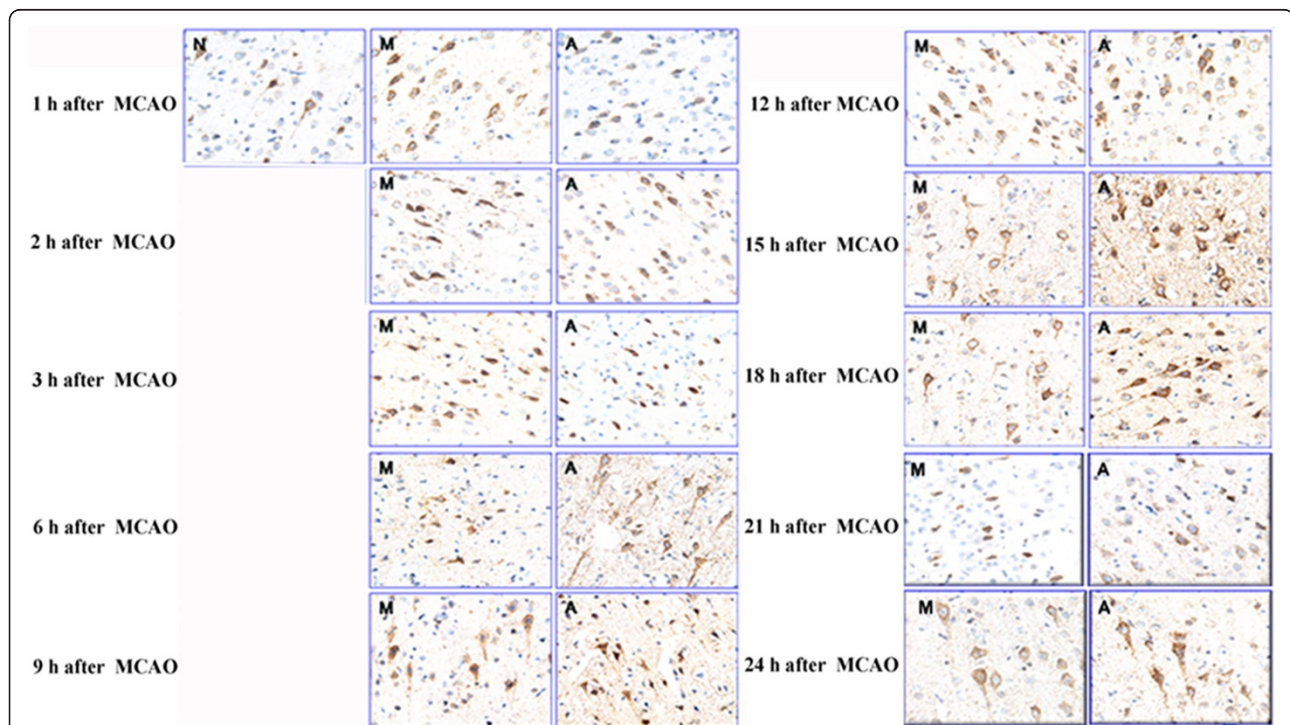 N M A M A
1 h after MCAO 12 h after MCAO
M A M A
2 h after MCAO 15 h after MCAO
M A M A
3 h after MCAO 18 h after MCAO
M A M A
6 h after MCAO 21 h after MCAO
M A M A
9 h after MCAO 24 h after MCAO